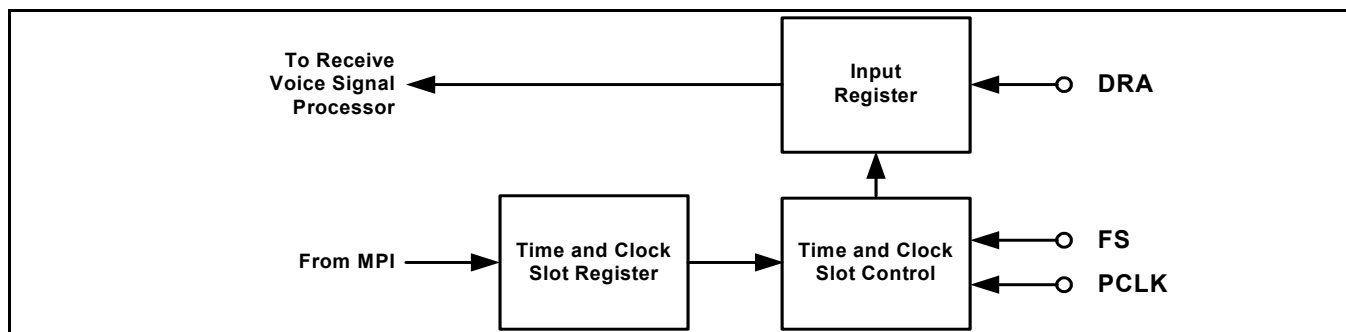 To Receive
Voice Signal
Processor
Input
Register
DRA
From MPI
Time and Clock
Slot Register
Time and Clock
Slot Control
FS
PCLK